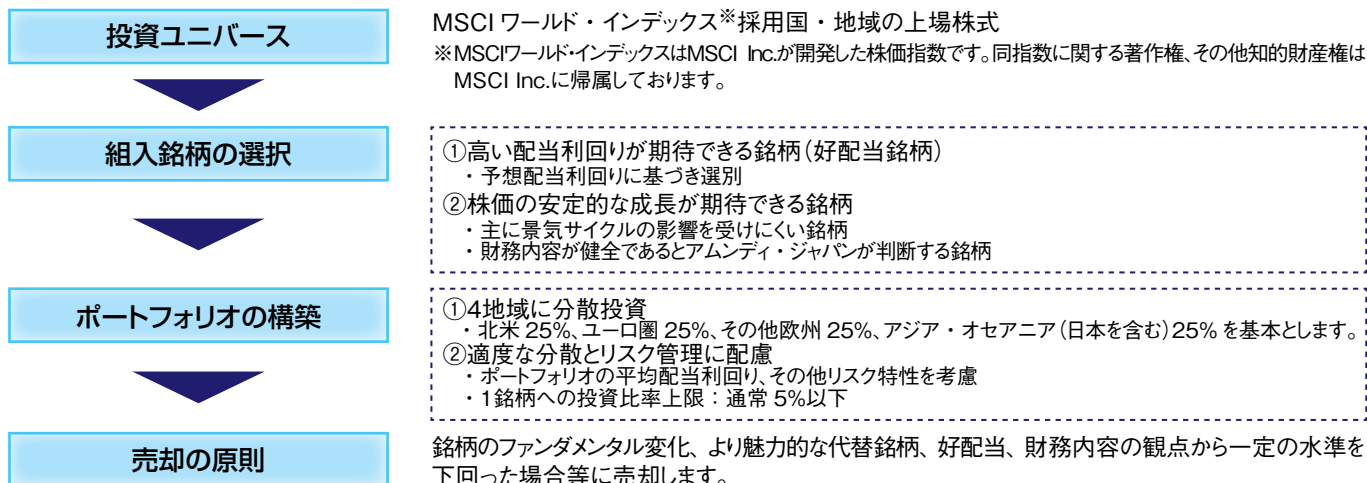 投資ユニバース
MSCI ワールド・インデックス※採用国・地域の上場株式
※MSCIワールド・インデックスはMSCI Inc.が開発した株価指数です。同指数に関する著作権、その他知的財産権は
MSCI Inc.に帰属しております。
組入銘柄の選択
①高い配当利回りが期待できる銘柄(好配当銘柄)
・予想配当利回りに基づき選別
②株価の安定的な成長が期待できる銘柄
・主に景気サイクルの影響を受けにくい銘柄
・財務内容が健全であるとアムンディ・ジャパンが判断する銘柄
ポートフォリオの構築
①4地域に分散投資
・北米 25%、ユーロ圏 25%、その他欧州 25%、アジア・オセアニア(日本を含む)25% を基本とします。
②適度な分散とリスク管理に配慮
・ポートフォリオの平均配当利回り、その他リスク特性を考慮
・1銘柄への投資比率上限:通常 5%以下
売却の原則
銘柄のファンダメンタル変化、より魅力的な代替銘柄、好配当、財務内容の観点から一定の水準を
下回った場合等に売却します。